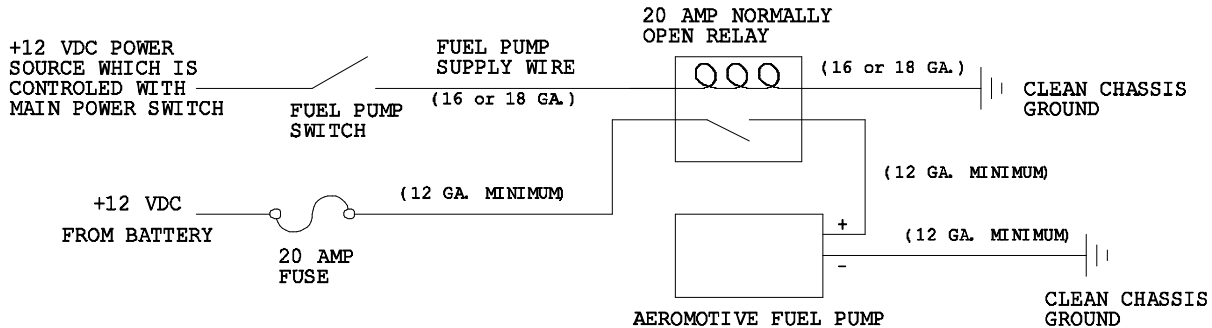 20 AMP NORMALLY
OPEN RELAY
+12 VDC POWER
SOURCE WHICH IS
CONTROLED WITH
MAIN POWER SWITCH
FUEL PUMP
SWITCH
FUEL PUMP
SUPPLY WIRE
(16 or 18 GA.)
(16 or 18 GA.)
CLEAN CHASSIS
GROUND
+12 VDC
FROM BATTERY
20 AMP
FUSE
(12 GA. MINIMUM)
(12 GA. MINIMUM)
+
-
(12 GA. MINIMUM)
CLEAN CHASSIS
GROUND
AEROMOTIVE FUEL PUMP